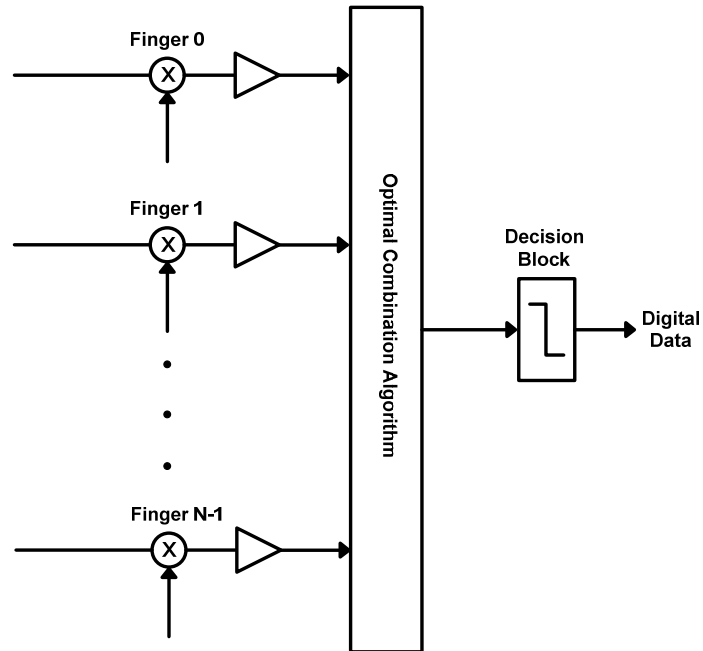 Finger 0
X
Finger 1
X
Optimal Combination Algorithm
Decision
Block
Digital
Data
Finger N-1
X